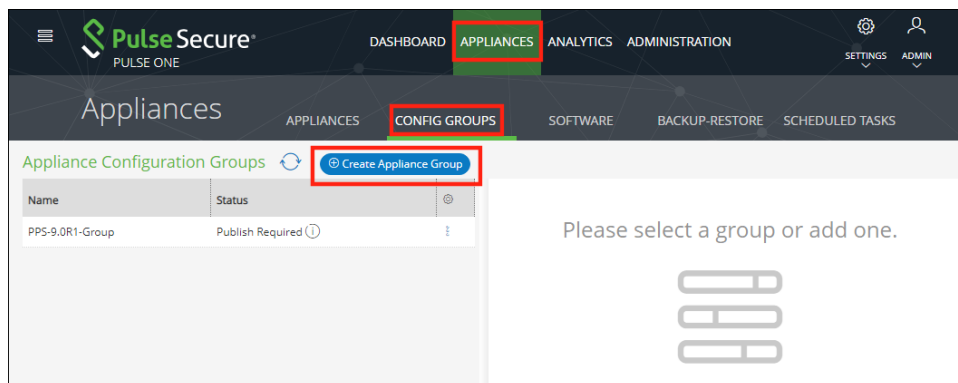 Pulse Secure®
PULSE ONE
DASHBOARD APPLIANCES ANALYTICS ADMINISTRATION
SETTINGS ADMIN
Appliances
APPLIANCES CONFIG GROUPS SOFTWARE BACKUP-RESTORE SCHEDULED TASKS
Appliance Configuration Groups
Create Appliance Group
Name Status
PPS-9.0R1-Group Publish Required
Please select a group or add one.